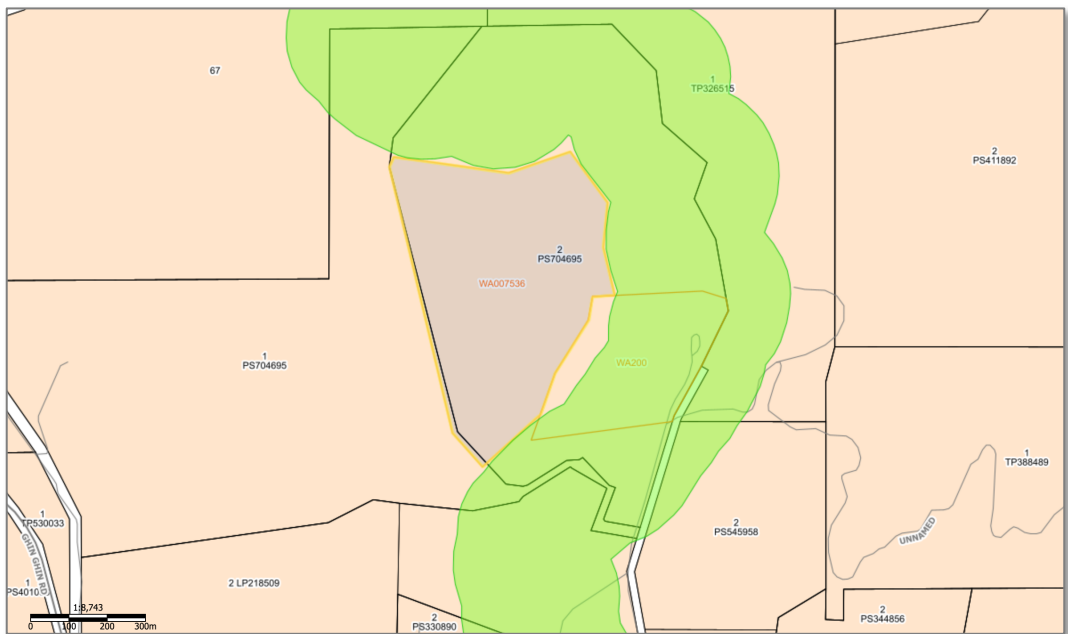 67
1
TP326515
2
PS411892
2
PS704695
WA007536
1
PS704695
WA200
1
TP388489
1
TP530033
2
PS545958
UNNAMED
GHIN GHIN RD
2 LP218509
1
PS4010
2
PS330890
2
PS344856
1:8,743
0 100 200 300m